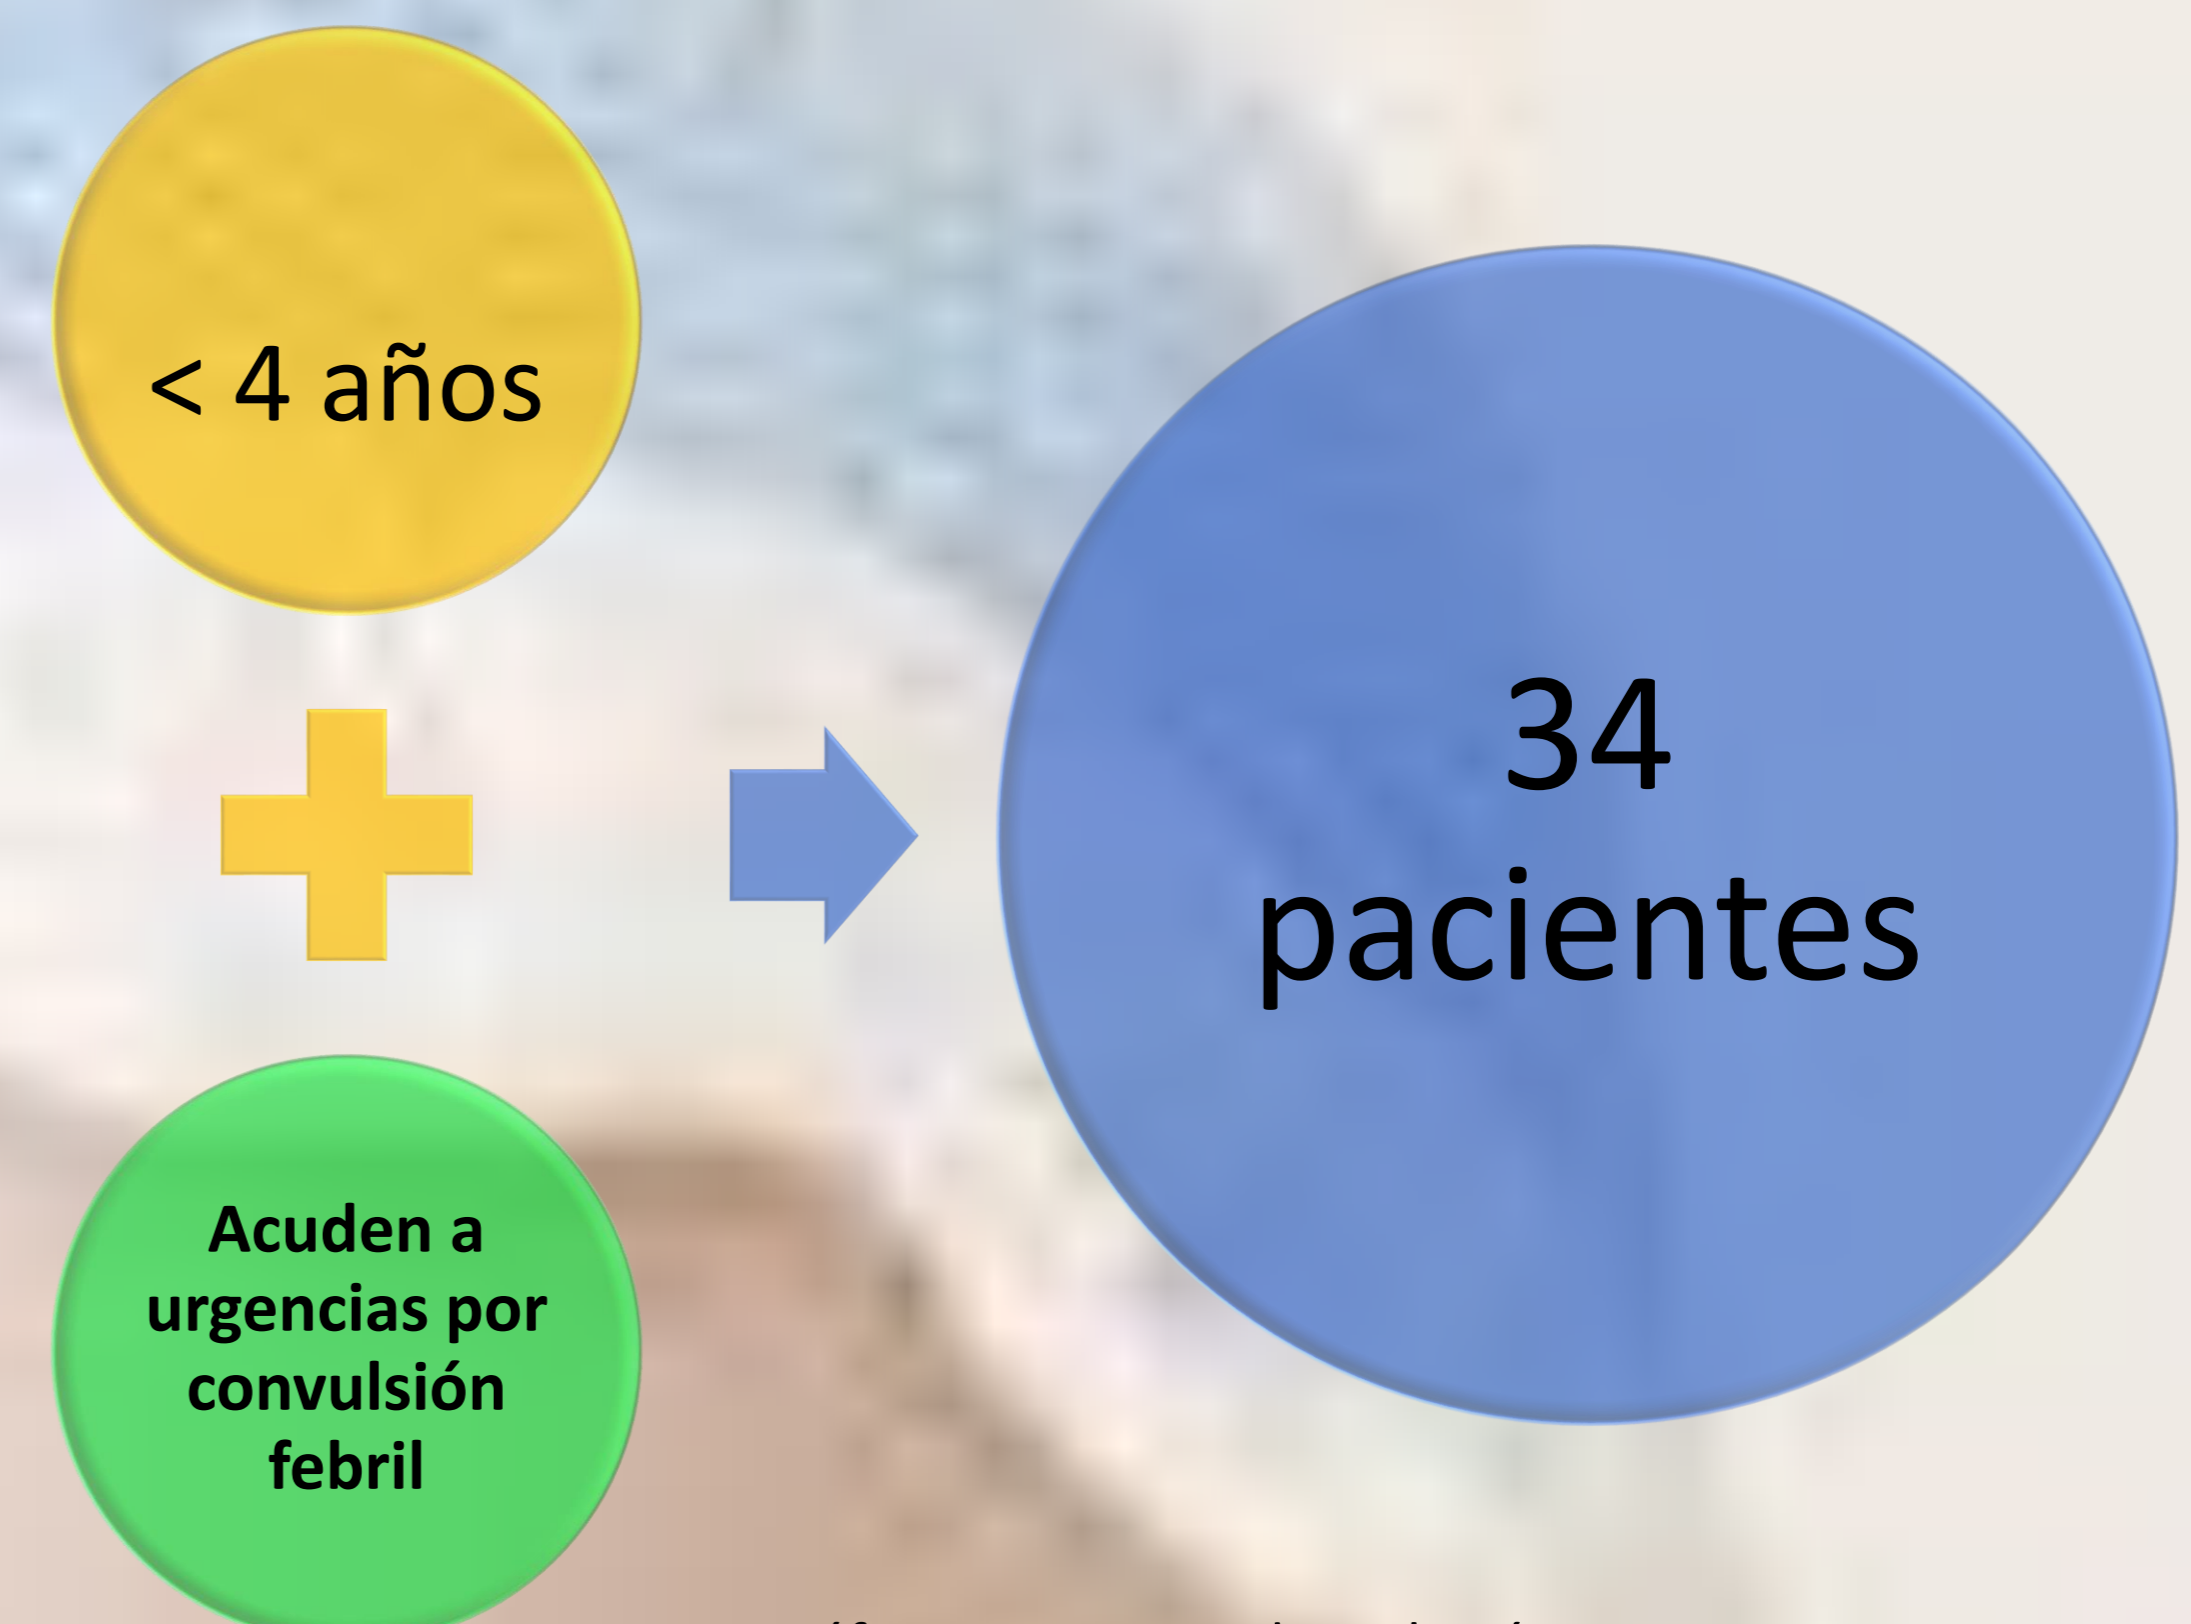 < 4 años
Acuden a
urgencias por
convulsión
febril
34
pacientes